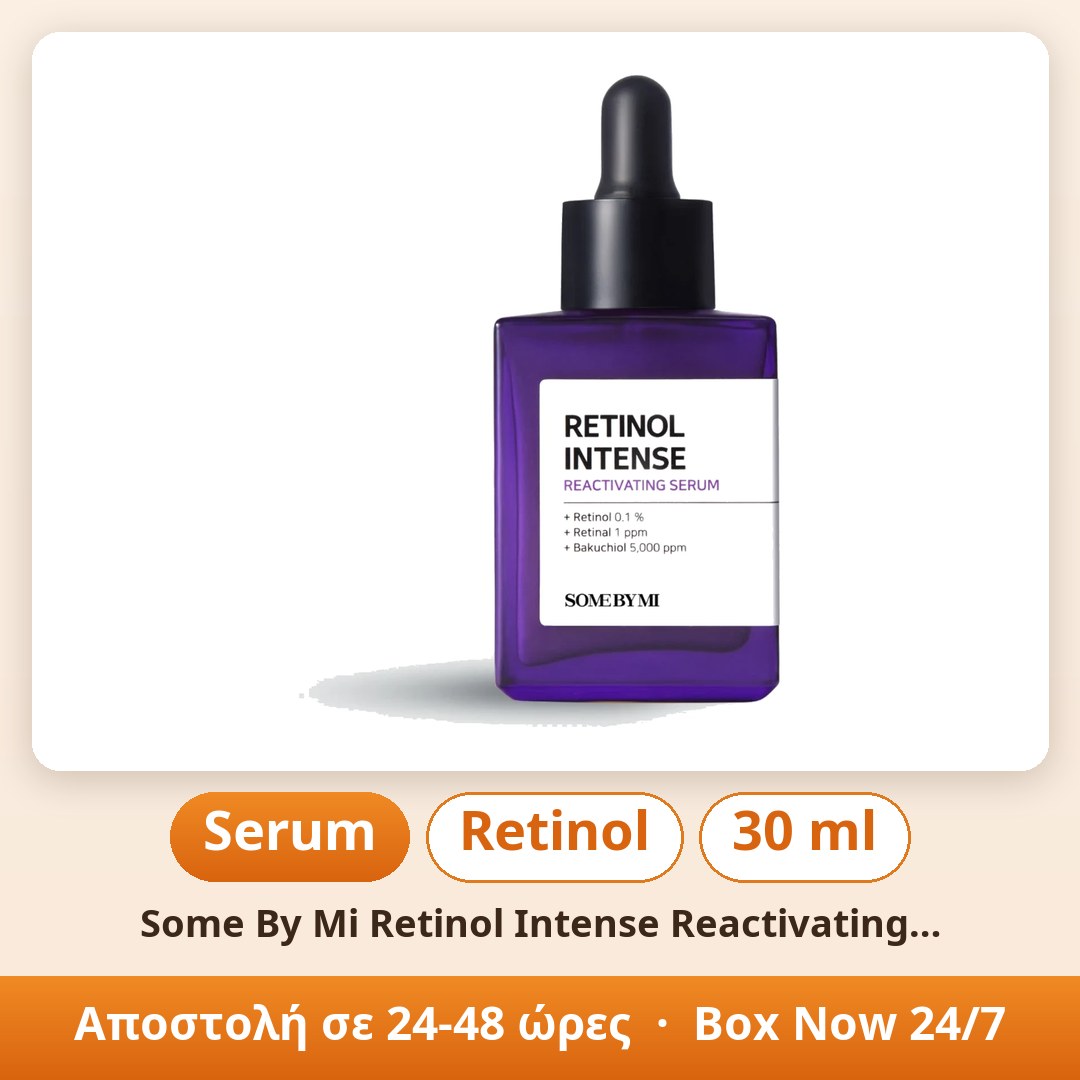 RETINOL
INTENSE
REACTIVATING SERUM
+ Retinol 0.1 %
+ Retinal 1 ppm
+ Bakuchiol 5,000 ppm
SOME BY MI
Serum
Retinol
30 ml
Some By Mi Retinol Intense Reactivating...
Αποστολή σε 24-48 ώρες · Box Now 24/7